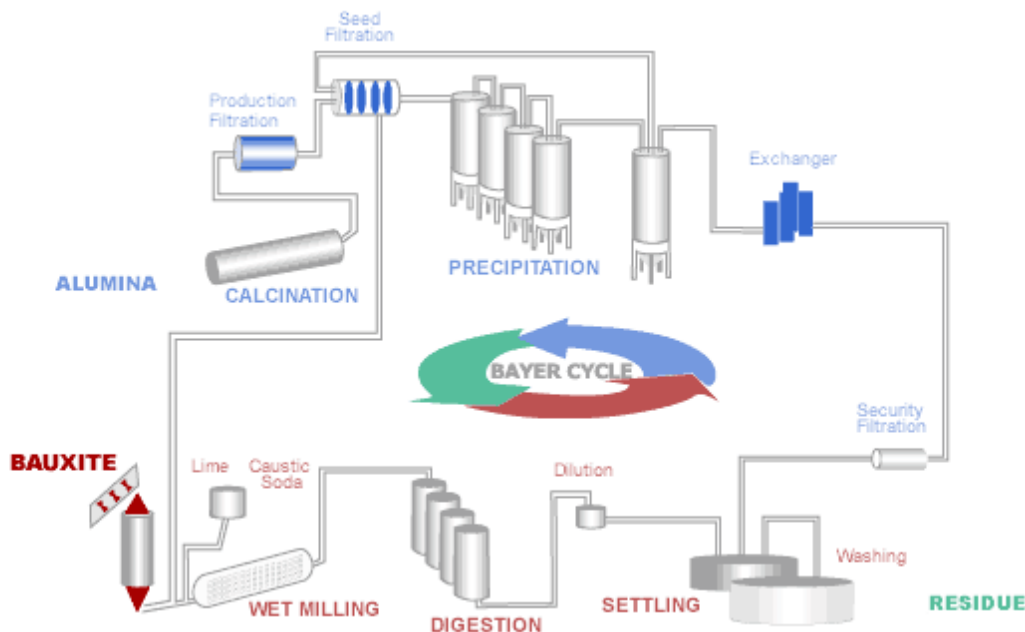 Seed
Filtration
Production
Filtration
Exchanger
PRECIPITATION
ALUMINA
CALCINATION
BAYER CYCLE
Security
Filtration
BAUXITE
Lime
Caustic
Soda
Dilution
Washing
WET MILLING
SETTLING
RESIDUE
DIGESTION